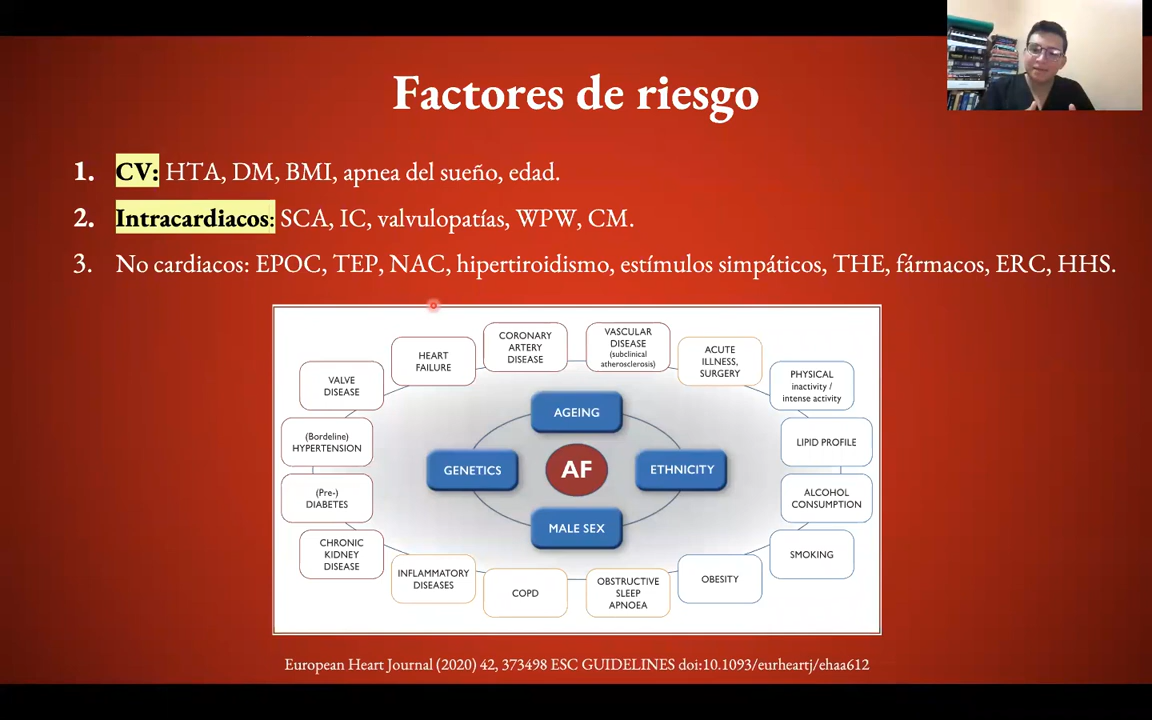 Factores de riesgo
1. CV: HTA, DM, BMI, apnea del sueño, edad.
2. Intracardiacos: SCA, IC, valvulopatías, WPW, CM.
3. No cardiacos: EPOC, TEP, NAC, hipertiroidismo, estímulos simpáticos, THE, fármacos, ERC, HHS.
CORONARY
ARTERY
DISEASE
VASCULAR
DISEASE
(subclinical
atherosclerosis)
HEART
FAILURE
ACUTE
ILLNESS,
SURGERY
VALVE
DISEASE
PHYSICAL
inactivity /
intense activity
AGEING
(Bordeline)
HYPERTENSION
LIPID PROFILE
GENETICS
AF
ETHNICITY
(Pre-)
DIABETES
ALCOHOL
CONSUMPTION
MALE SEX
CHRONIC
KIDNEY
DISEASE
SMOKING
INFLAMMATORY
DISEASES
COPD
OBSTRUCTIVE
SLEEP
APNOEA
OBESITY
European Heart Journal (2020) 42, 373498 ESC GUIDELINES doi:10.1093/eurheartj/ehaa612